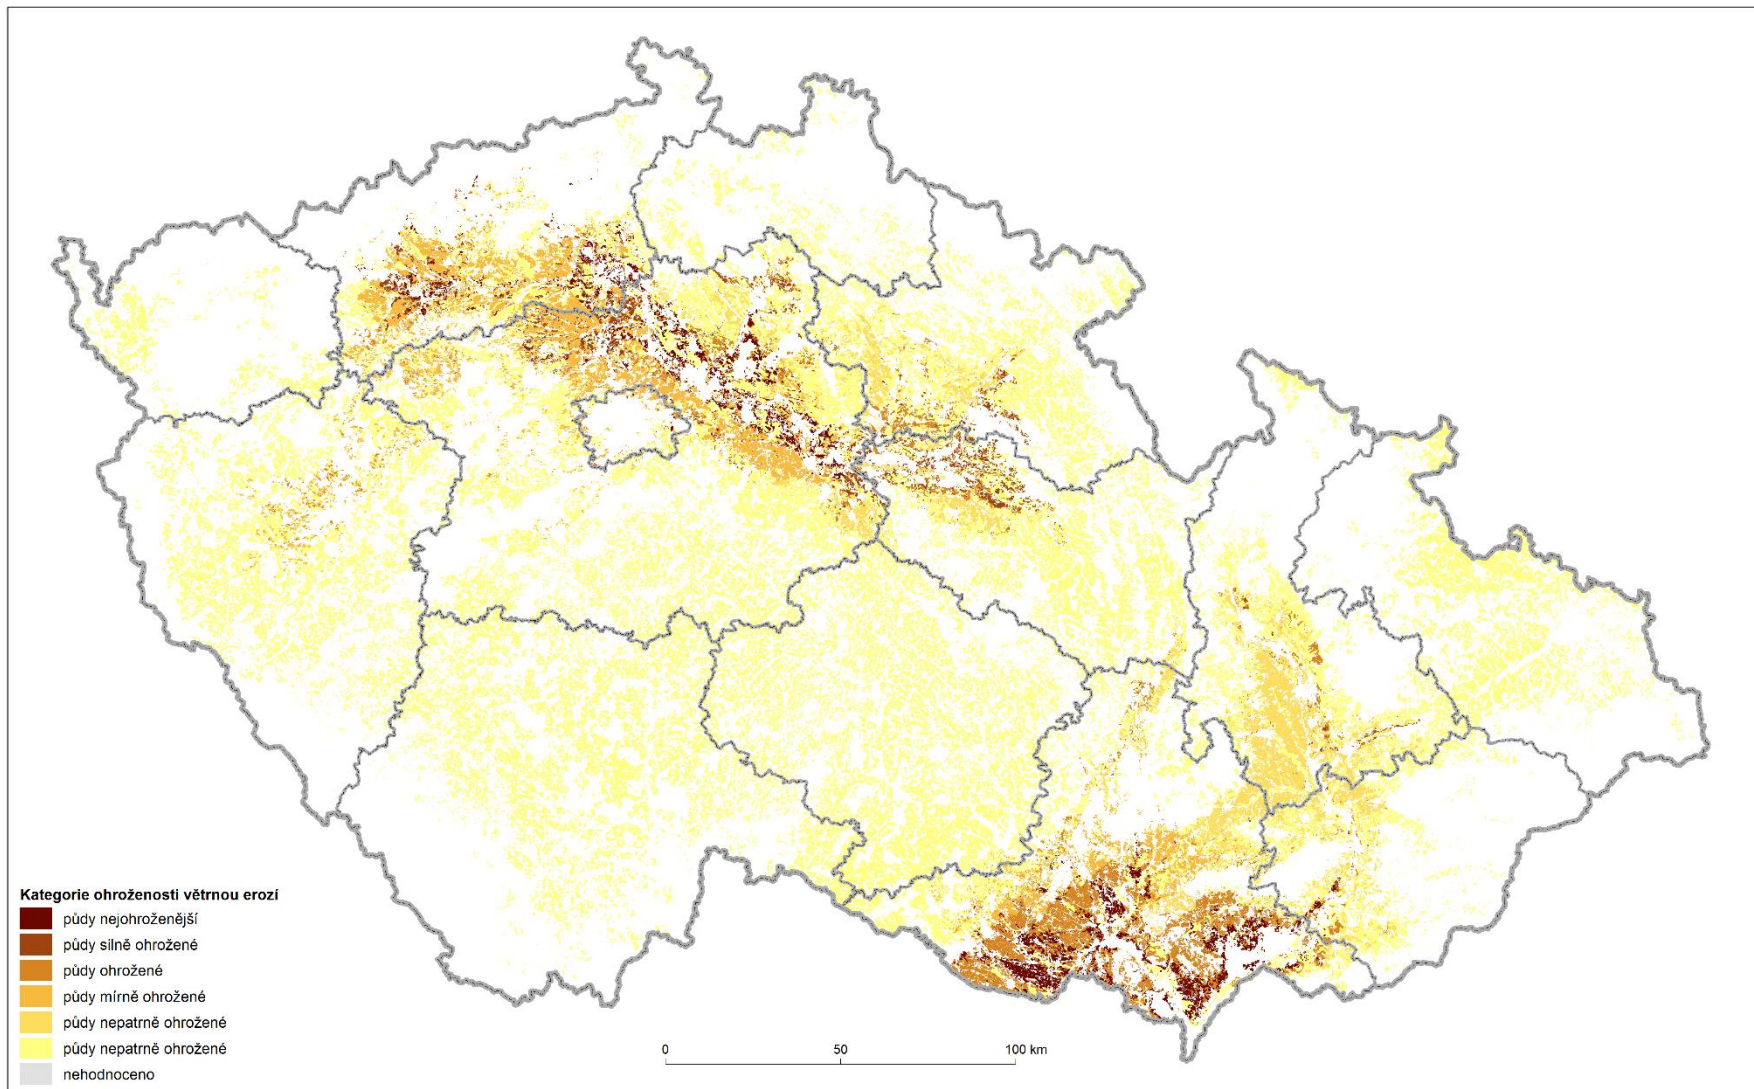 Kategorie ohroženosti větrnou erozí
půdy nejohroženější
půdy silně ohrožené
půdy ohrožené
půdy mírně ohrožené
půdy nepatrně ohrožené
půdy nepatrně ohrožené
nehodnoceno
0 50 100 km